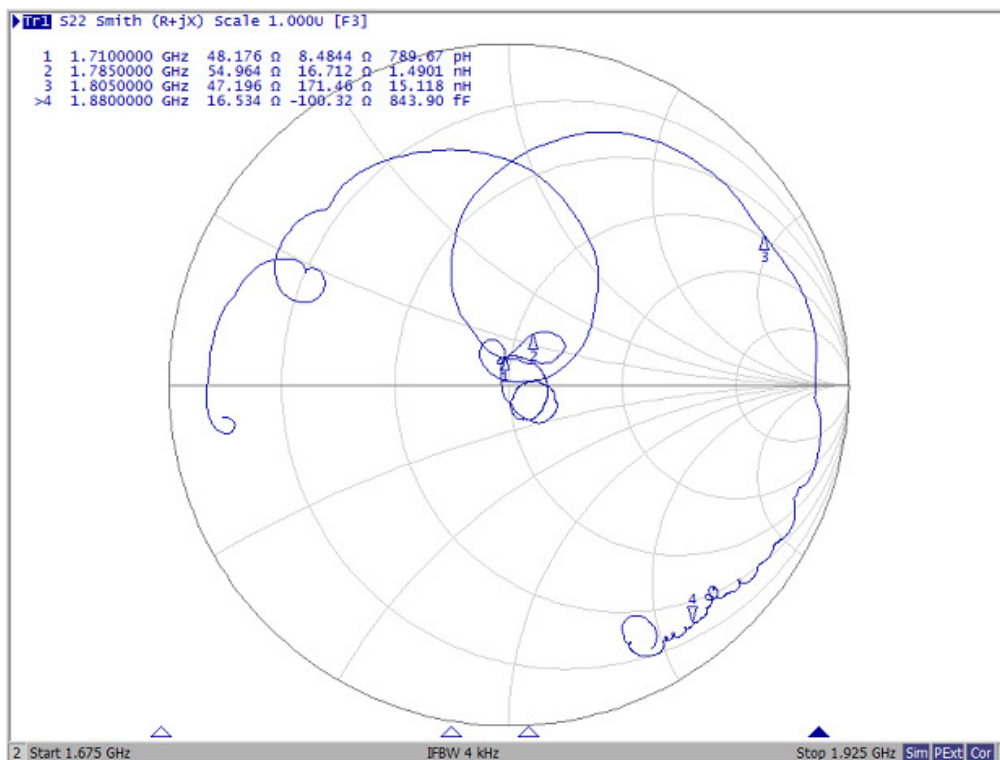 Tr1 S22 Smith (R+jX) Scale 1.000U [F3]
1 1.7100000 GHz 48.176 Ω 8.4844 Ω 789.67 pH
2 1.7850000 GHz 54.964 Ω 16.712 Ω 1.4901 nH
3 1.8050000 GHz 47.196 Ω 171.46 Ω 15.118 nH
>4 1.8800000 GHz 16.534 Ω -100.32 Ω 843.90 fF
3
2
1
4
2 Start 1.675 GHz IFBW 4 kHz Stop 1.925 GHz Sim PExt Cor